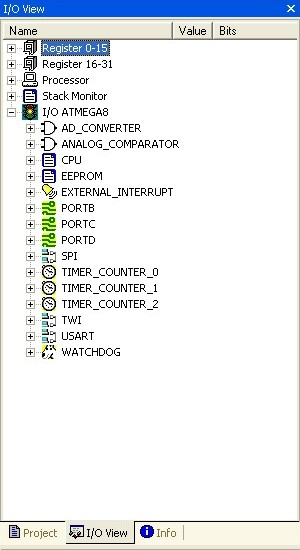 I/O View
Name Value Bits
Register 0-15
Register 16-31
Processor
Stack Monitor
I/O ATMEGA8
AD_CONVERTER
ANALOG_COMPARATOR
CPU
EEPROM
EXTERNAL_INTERRUPT
PORTB
PORTC
PORTD
SPI
TIMER_COUNTER_0
TIMER_COUNTER_1
TIMER_COUNTER_2
TWI
USART
WATCHDOG
Project I/O View Info